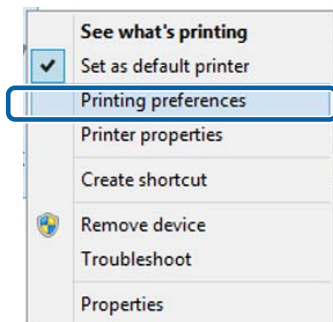 See what's printing
Set as default printer
Printing preferences
Printer properties
Create shortcut
Remove device
Troubleshoot
Properties